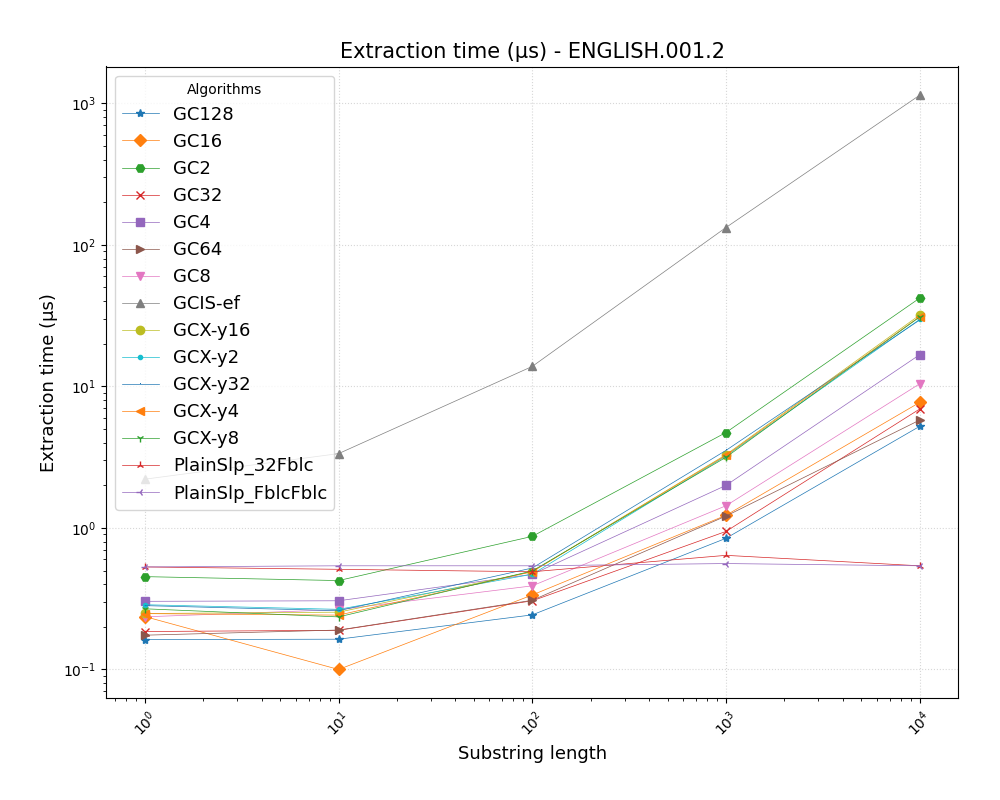 Extraction time (µs) - ENGLISH.001.2
Extraction time (µs)
10³
10²
10¹
10⁰
10⁻¹
Algorithms
GC128
GC16
GC2
GC32
GC4
GC64
GC8
GCIS-ef
GCX-y16
GCX-y2
GCX-y32
GCX-y4
GCX-y8
PlainSlp_32Fblc
PlainSlp_FblcFblc
10⁰ 10¹ 10² 10³ 10⁴
Substring length